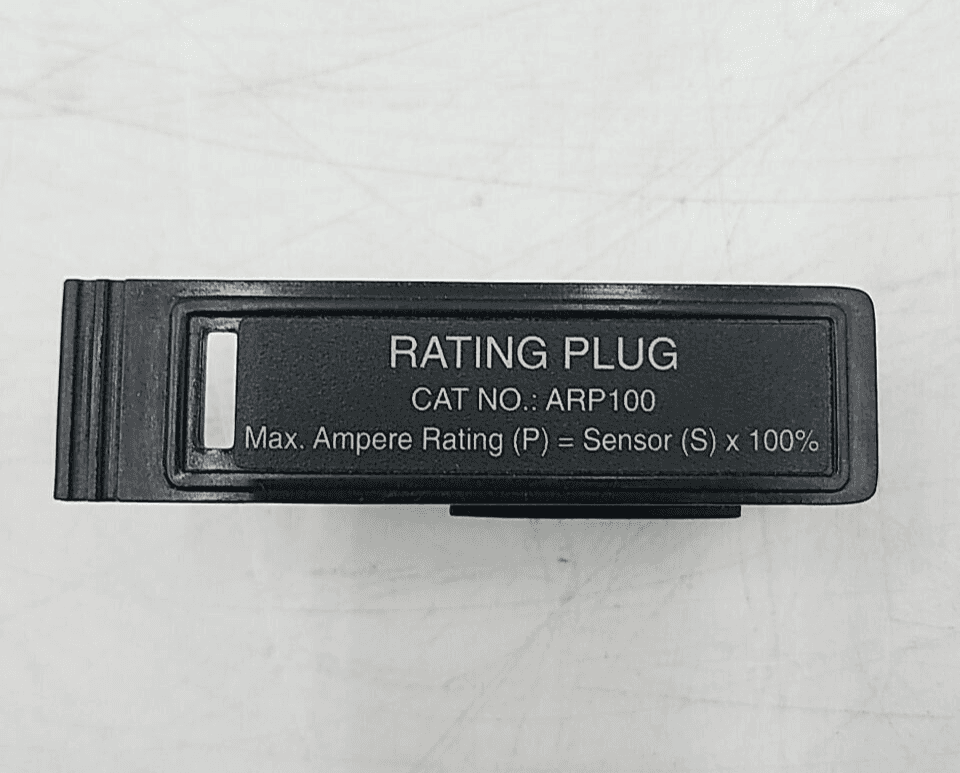 RATING PLUG
CAT NO.: ARP100
Max. Ampere Rating (P) = Sensor (S) x 100%